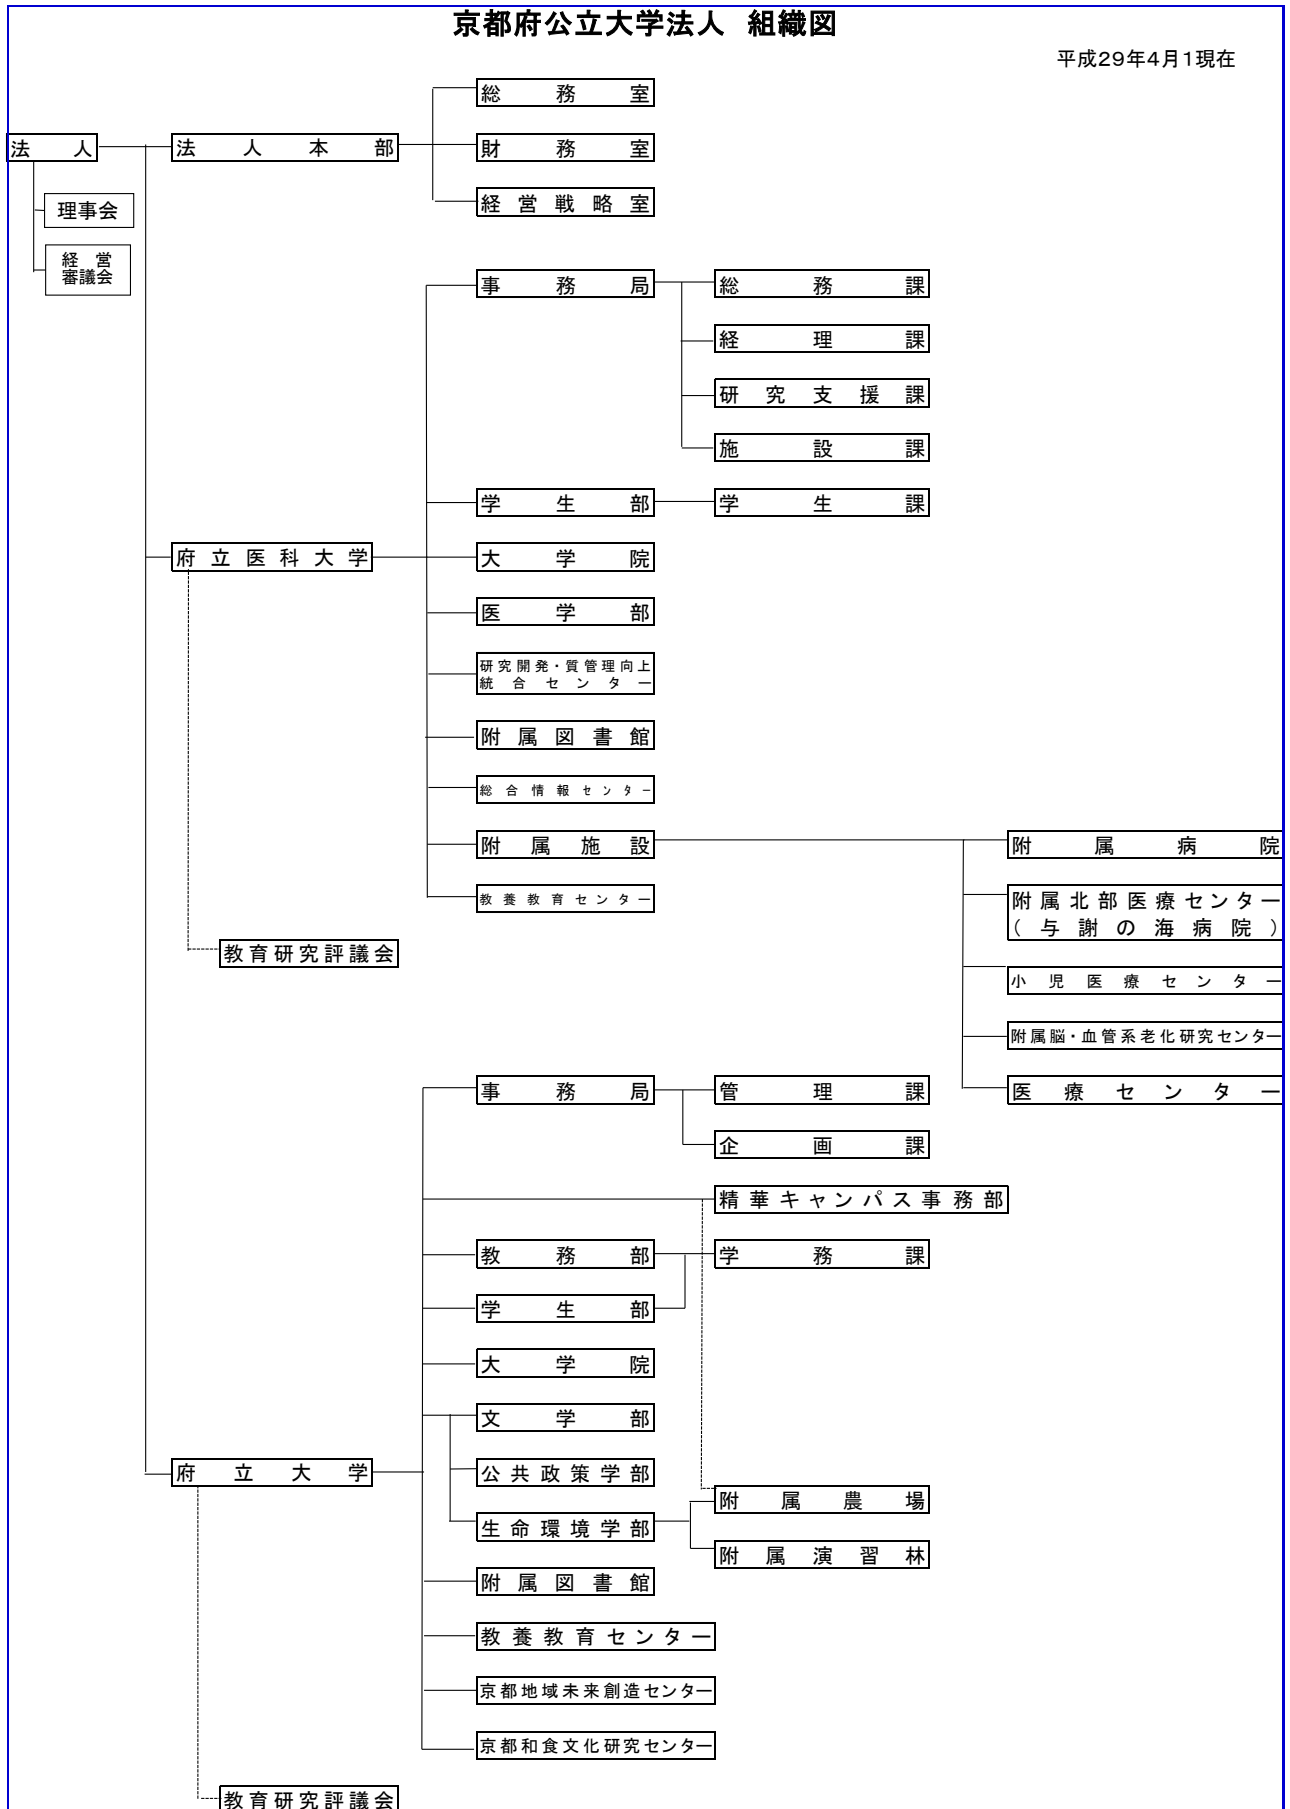 京都府公立大学法人 組織図
平成29年4月1現在
総務室
法人
法人本部
財務室
理事会
経営戦略室
経営
審議会
事務局
総務課
経理課
研究支援課
施設課
学生部
学生課
府立医科大学
大学院
医学部
研究開発・質管理向上
統合センター
附属図書館
総合情報センター
附属施設
附属病院
教養教育センター
附属北部医療センター
(与謝の海病院)
教育研究評議会
小児医療センター
附属脳・血管系老化研究センター
医療センター
事務局
管理課
企画課
精華キャンパス事務部
教務部
学務課
学生部
大学院
文学部
府立大学
公共政策学部
附属農場
生命環境学部
附属演習林
附属図書館
教養教育センター
京都地域未来創造センター
京都和食文化研究センター
教育研究評議会